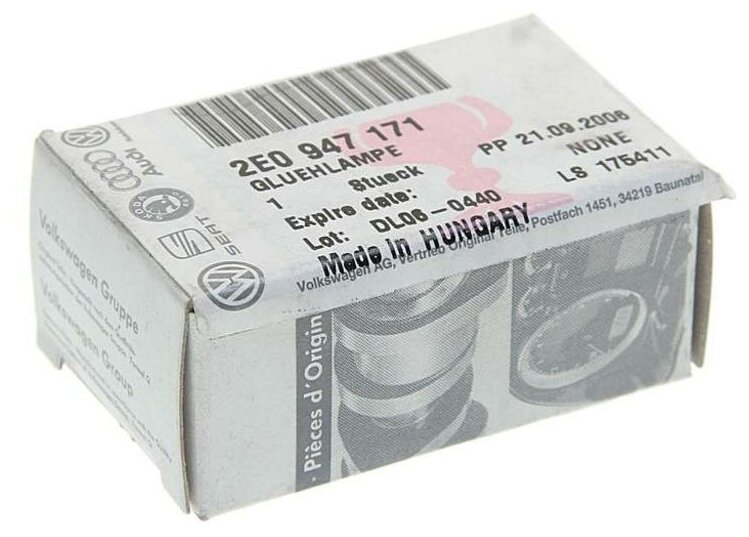 2E0 947 171
GLUEHLAMPE
1 Stueck
Expire date:
Lot: DL06-0440
Made in HUNGARY
PP 21.09.2006
NONE
LS 175411
Volkswagen AG, Vertrieb Original Teile, Postfach 1451, 34219 Baunatal
Audi
SEAT
Volkswagen Gruppe
Volkswagen Group
Pièces d'Origin